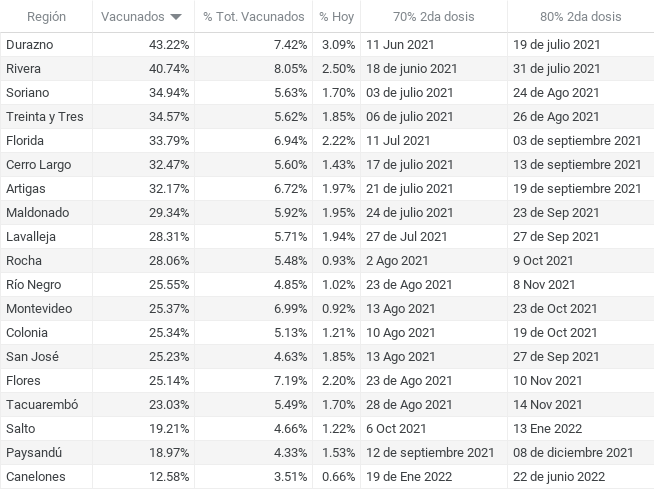 Región Vacunados % Tot. Vacunados % Hoy 70% 2da dosis 80% 2da dosis
Durazno 43.22% 7.42% 3.09% 11 Jun 2021 19 de julio 2021
Rivera 40.74% 8.05% 2.50% 18 de junio 2021 31 de julio 2021
Soriano 34.94% 5.63% 1.70% 03 de julio 2021 24 de Ago 2021
Treinta y Tres 34.57% 5.62% 1.85% 06 de julio 2021 26 de Ago 2021
Florida 33.79% 6.94% 2.22% 11 Jul 2021 03 de septiembre 2021
Cerro Largo 32.47% 5.60% 1.43% 17 de julio 2021 13 de septiembre 2021
Artigas 32.17% 6.72% 1.97% 21 de julio 2021 19 de septiembre 2021
Maldonado 29.34% 5.92% 1.95% 24 de julio 2021 23 de Sep 2021
Lavalleja 28.31% 5.71% 1.94% 27 de Jul 2021 27 de Sep 2021
Rocha 28.06% 5.48% 0.93% 2 Ago 2021 9 Oct 2021
Río Negro 25.55% 4.85% 1.02% 23 de Ago 2021 8 Nov 2021
Montevideo 25.37% 6.99% 0.92% 13 Ago 2021 23 de Oct 2021
Colonia 25.34% 5.13% 1.21% 10 Ago 2021 19 de Oct 2021
San José 25.23% 4.63% 1.85% 13 Ago 2021 27 de Sep 2021
Flores 25.14% 7.19% 2.20% 23 de Ago 2021 10 Nov 2021
Tacuarembó 23.03% 5.49% 1.70% 28 de Ago 2021 14 Nov 2021
Salto 19.21% 4.66% 1.22% 6 Oct 2021 13 Ene 2022
Paysandú 18.97% 4.33% 1.53% 12 de septiembre 2021 08 de diciembre 2021
Canelones 12.58% 3.51% 0.66% 19 de Ene 2022 22 de junio 2022